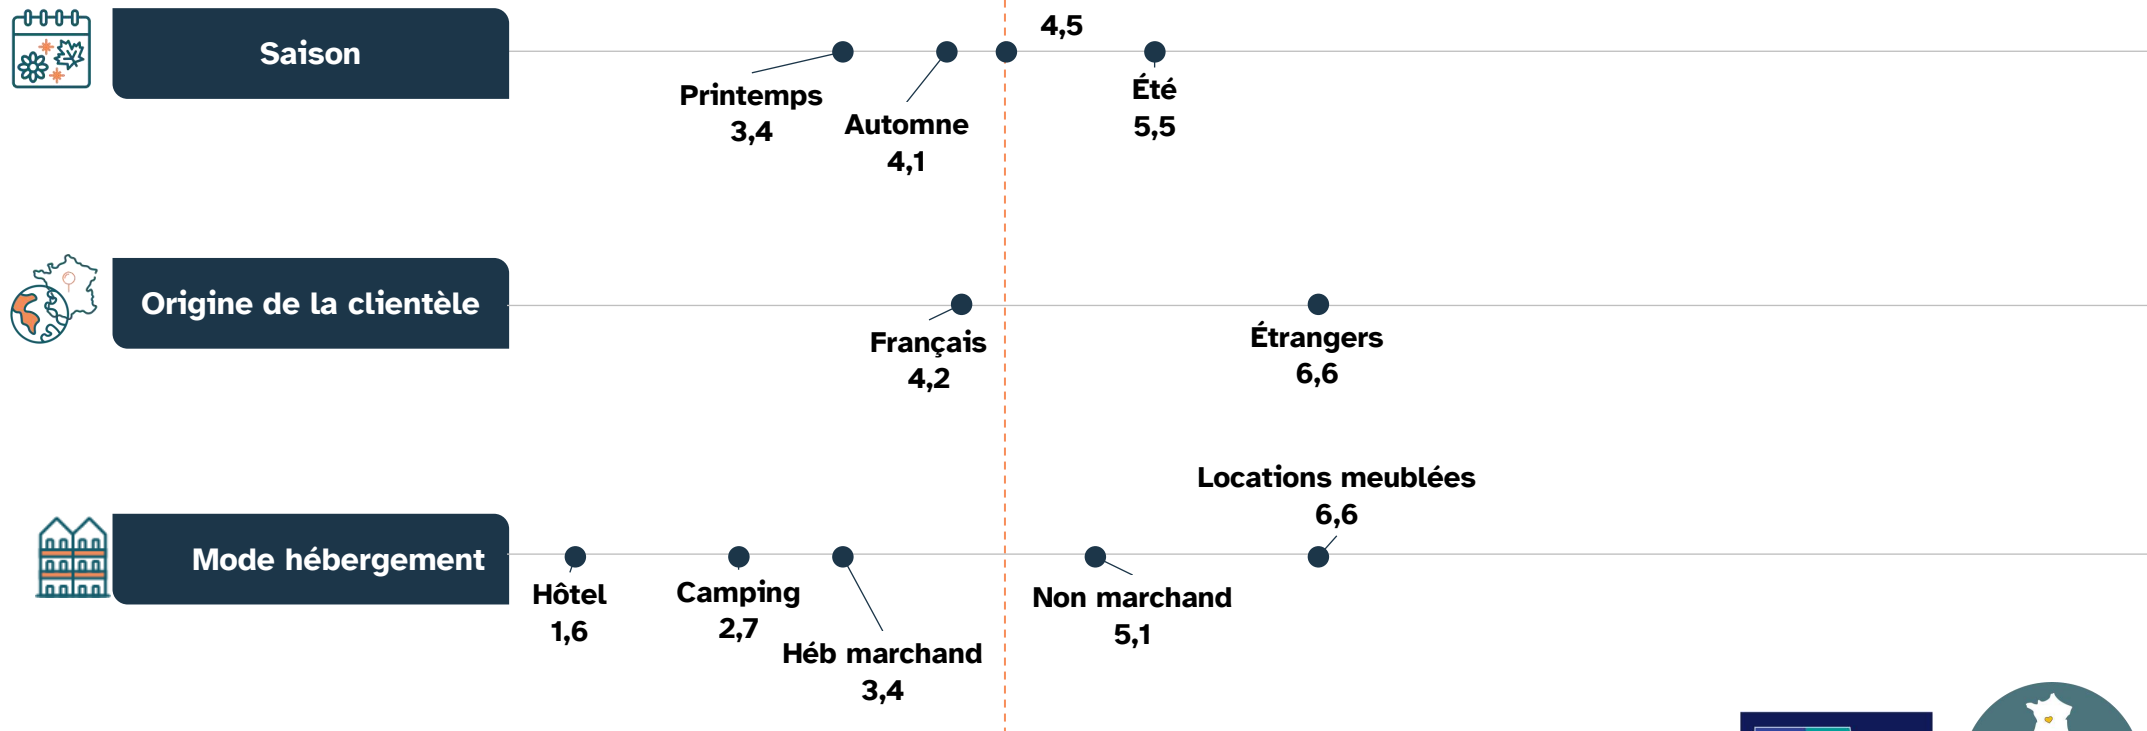 4,5
Saison
Printemps
3,4
Automne
4,1
Été
5,5
Origine de la clientèle
Français
4,2
Étrangers
6,6
Locations meublées
6,6
Mode hébergement
Hôtel
1,6
Camping
2,7
Héb marchand
3,4
Non marchand
5,1